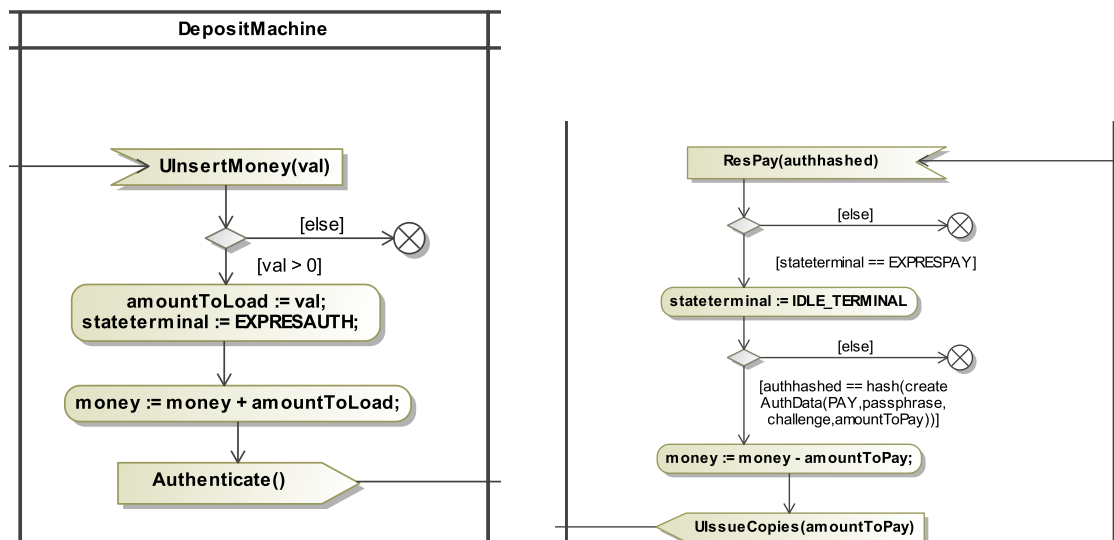 DepositMachine
UInsertMoney(val)
[else]
[val > 0]
amountToLoad := val;
stateterminal := EXPRESAUTH;
money := money + amountToLoad;
Authenticate()
ResPay(authhashed)
[else]
[stateterminal == EXPRESPAY]
stateterminal := IDLE_TERMINAL
[else]
[authhashed == hash(create
AuthData(PAY,passphrase,
challenge,amountToPay))]
money := money - amountToPay;
UIssueCopies(amountToPay)